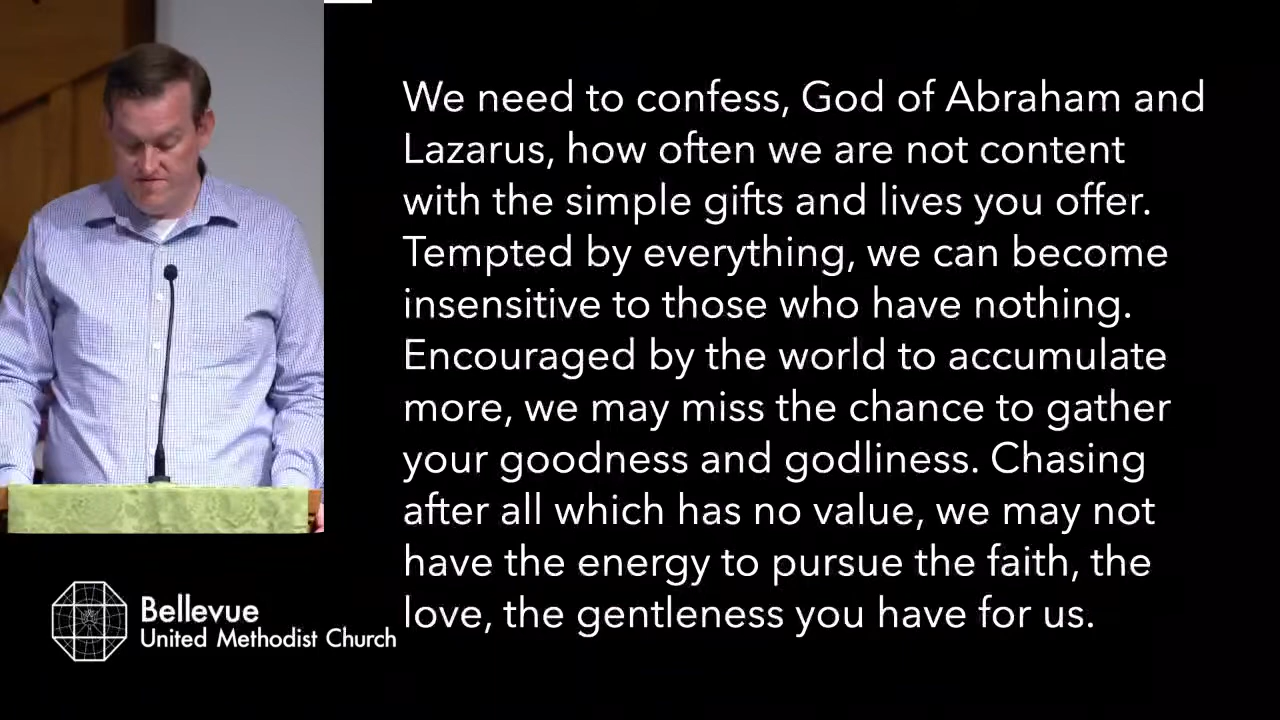 We need to confess, God of Abraham and
Lazarus, how often we are not content
with the simple gifts and lives you offer.
Tempted by everything, we can become
insensitive to those who have nothing.
Encouraged by the world to accumulate
more, we may miss the chance to gather
your goodness and godliness. Chasing
after all which has no value, we may not
have the energy to pursue the faith, the
love, the gentleness you have for us.
Bellevue
United Methodist Church